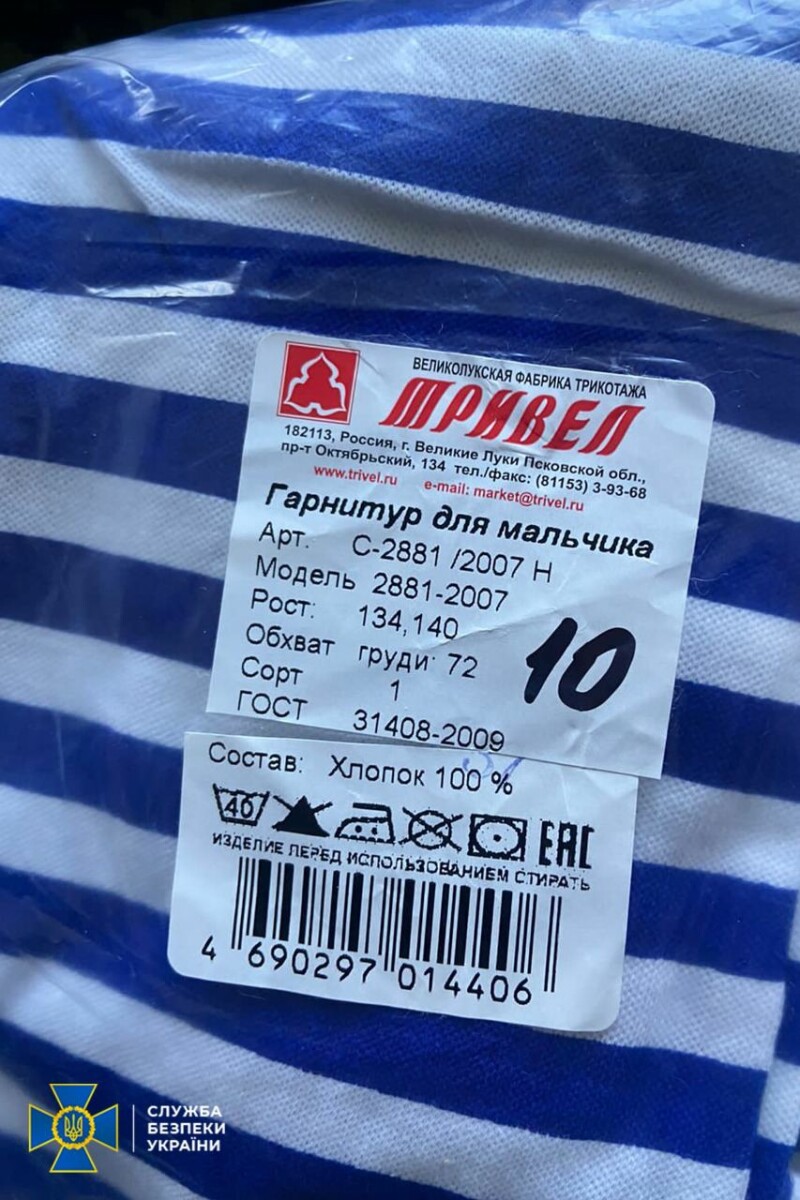 ВЕЛИКОЛУКСКАЯ ФАБРИКА ТРИКОТАЖА
ТРИВЕЛ
182113, Россия, г. Великие Луки Псковской обл.,
пр-т Октябрьский, 134 тел./факс: (81153) 3-93-68
www.trivel.ru e-mail: market@trivel.ru
Гарнитур для мальчика
Арт. С-2881 /2007 Н
Модель 2881-2007
Рост: 134,140
Обхват груди: 72
Сорт 1
ГОСТ 31408-2009
10
Состав: Хлопок 100 %
40 EAC
ИЗДЕЛИЕ ПЕРЕД ИСПОЛЬЗОВАНИЕМ СТИРАТЬ
4 690297 014406
СЛУЖБА
БЕЗПЕКИ
УКРАЇНИ